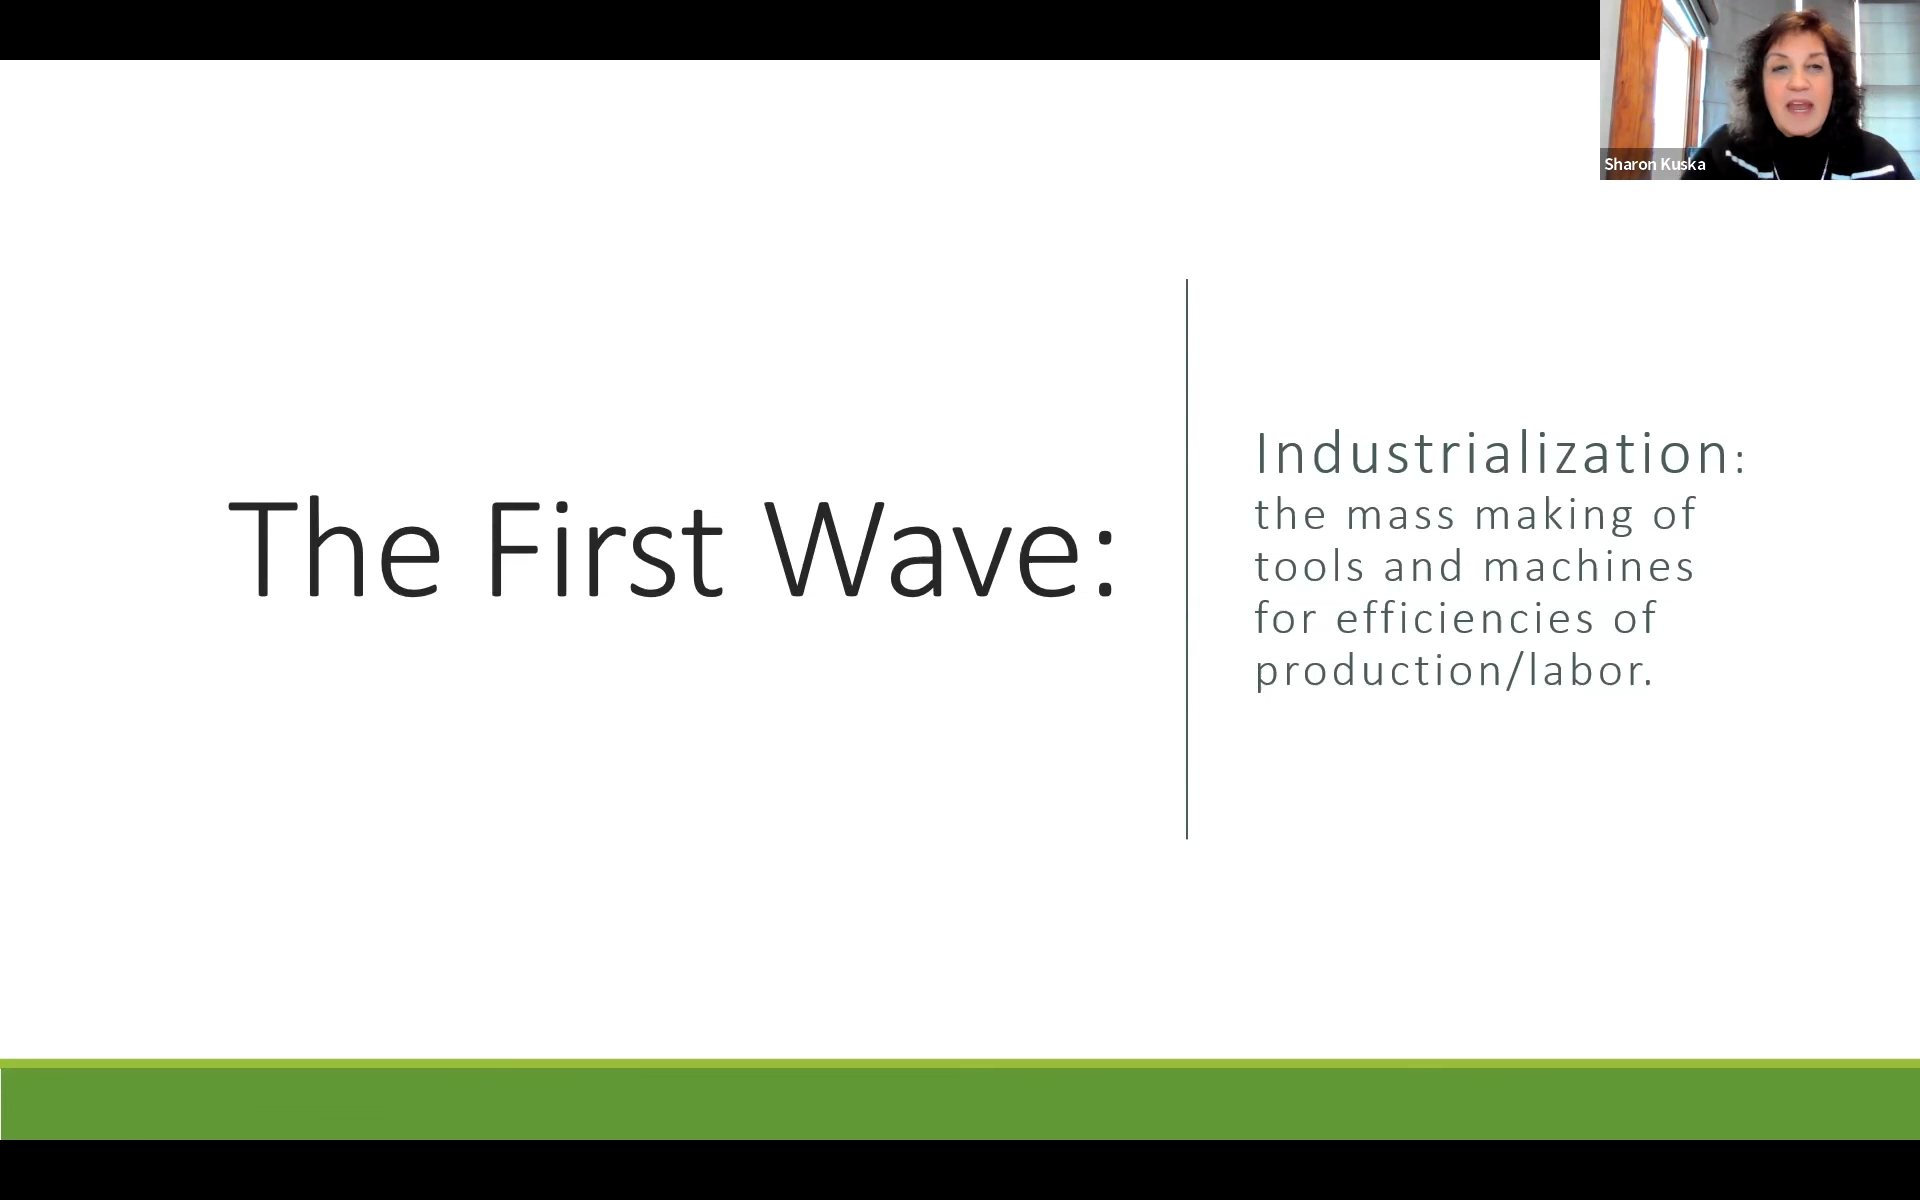 Sharon Kuska
The First Wave:
Industrialization:
the mass making of
tools and machines
for efficiencies of
production/labor.